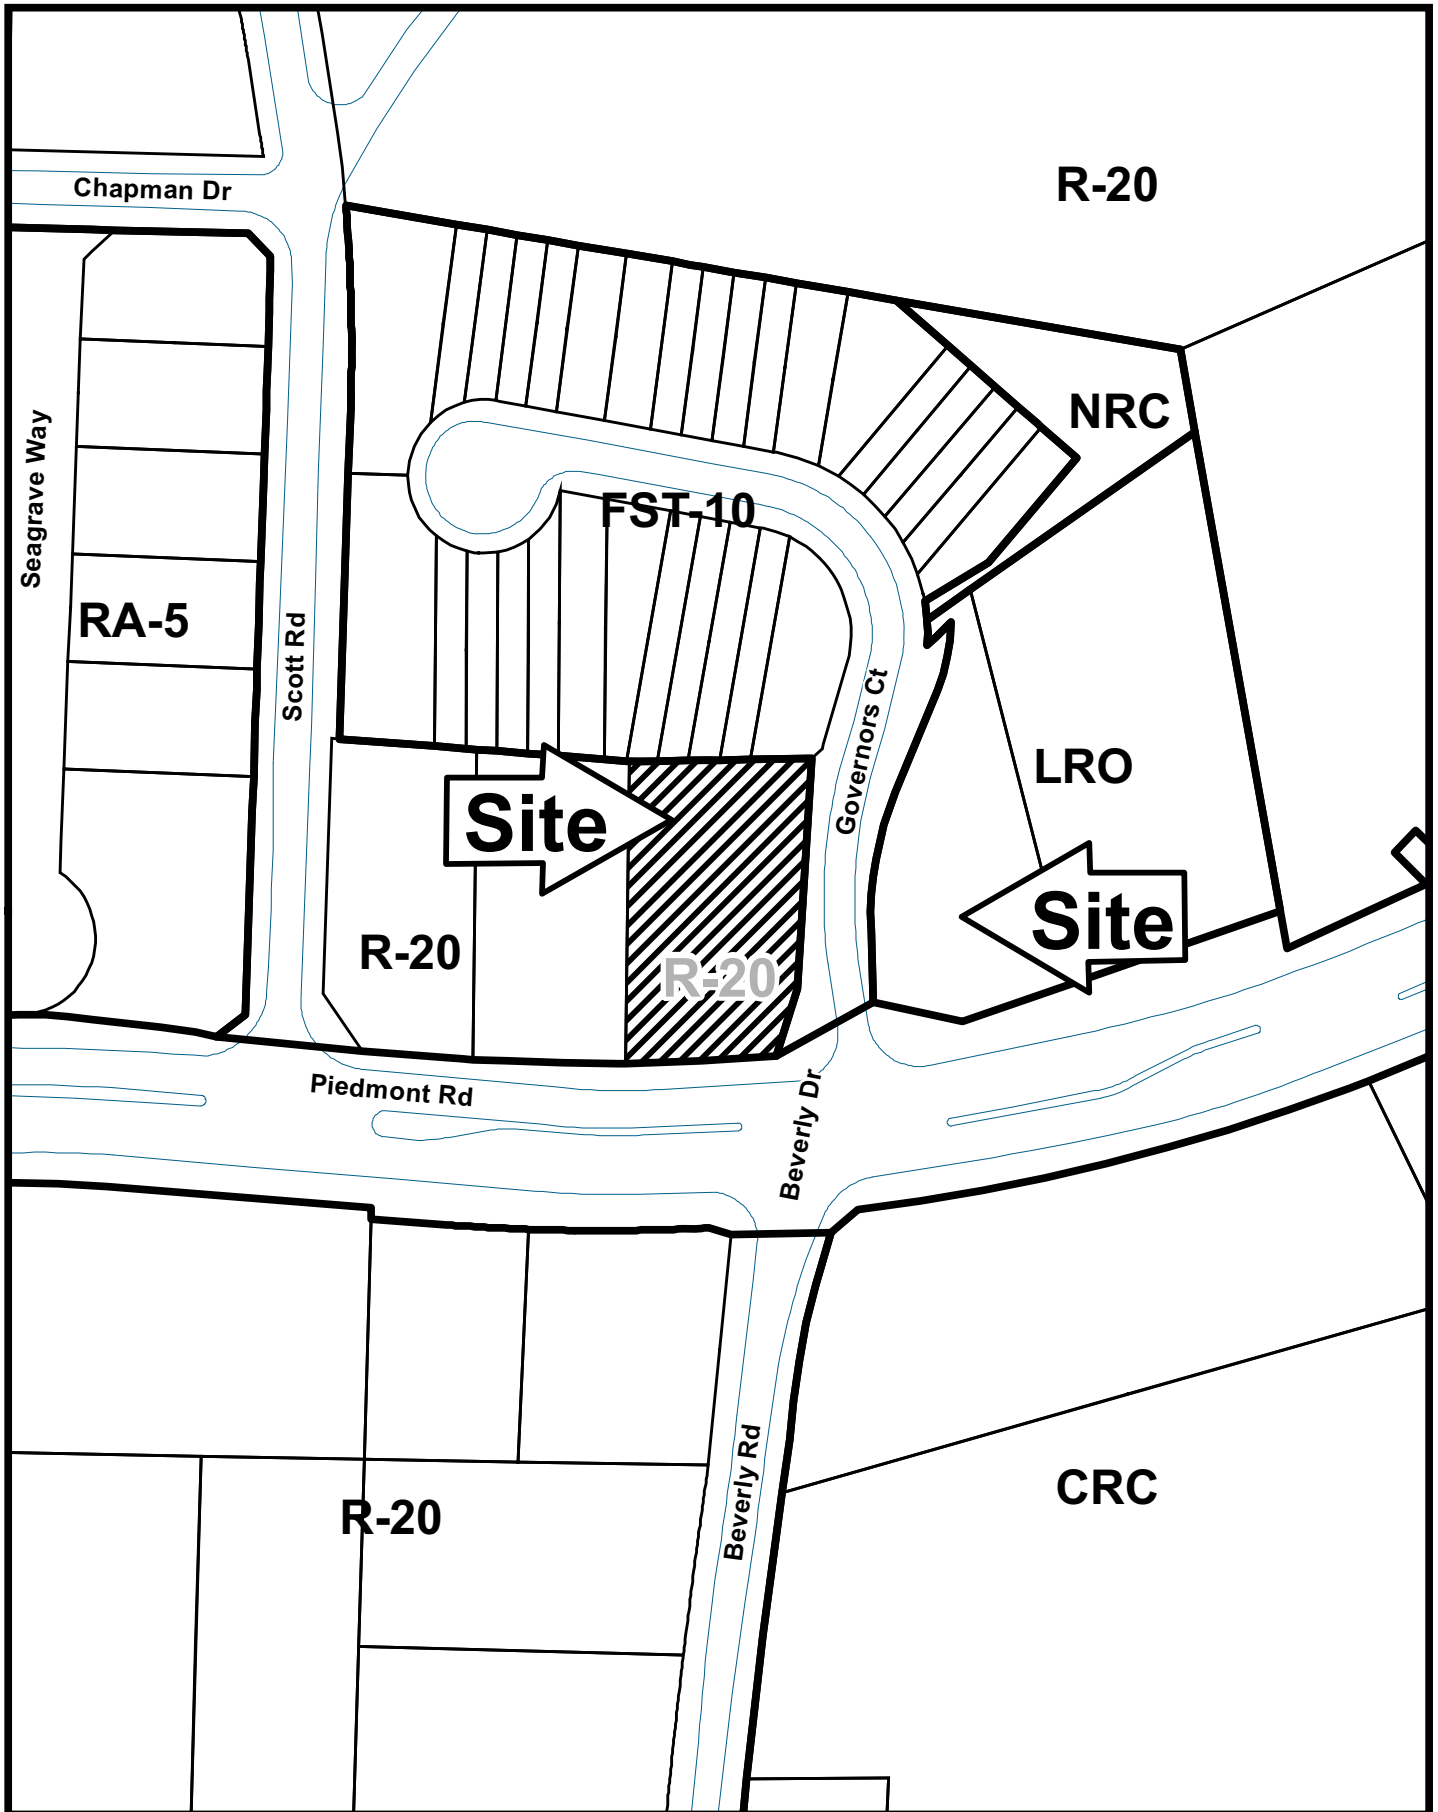 R-20
Chapman Dr
NRC
Seagrave Way
FST-10
RA-5
Scott Rd
Governors Ct
LRO
Site
Site
R-20
R-20
Piedmont Rd
Beverly Dr
Beverly Rd
CRC
R-20